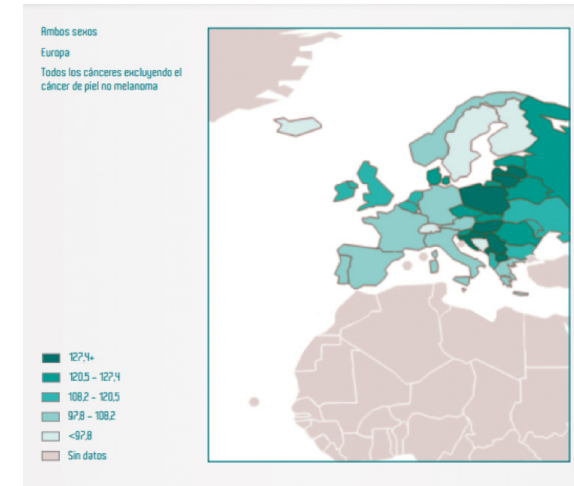 Ambos sexos
Europa
Todos los cánceres excluyendo el
cáncer de piel no melanoma
127,4+
120,5 – 127,4
108,2 – 120,5
97,8 – 108,2
<97,8
Sin datos